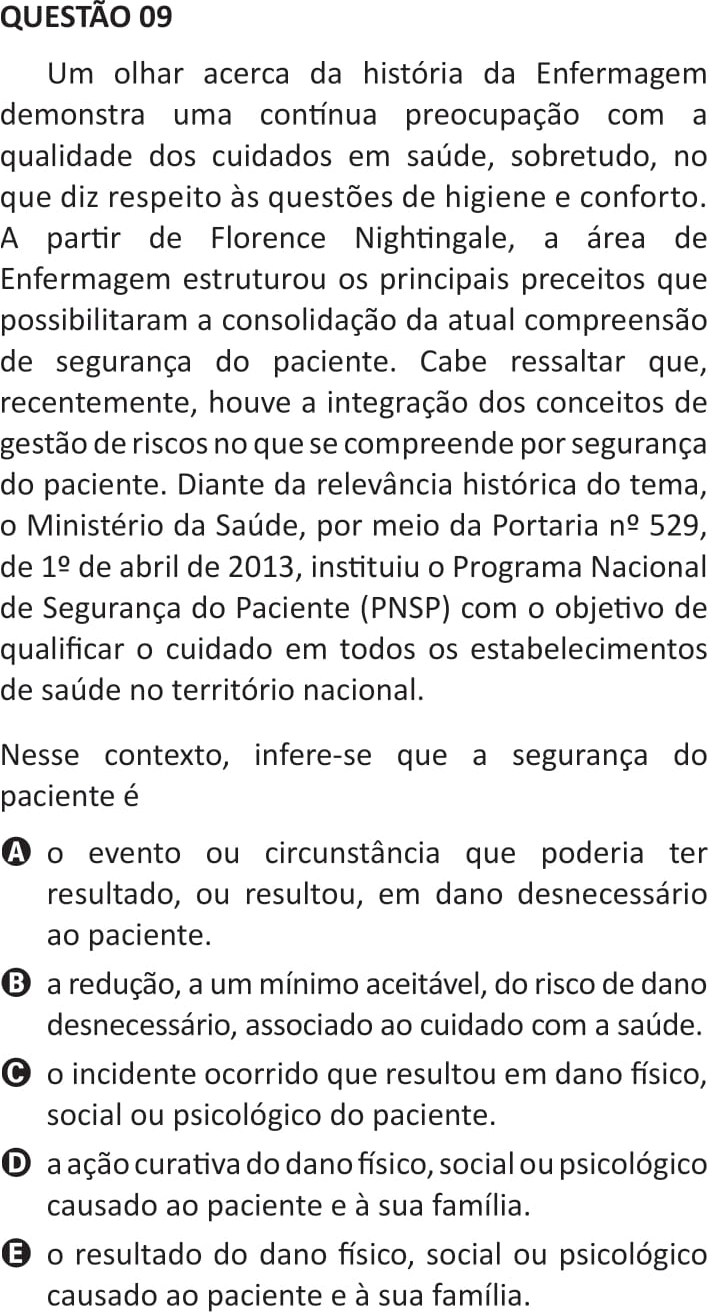 QUESTÃO 09
Um olhar acerca da história da Enfermagem
demonstra uma contínua preocupação com a
qualidade dos cuidados em saúde, sobretudo, no
que diz respeito às questões de higiene e conforto.
A partir de Florence Nightingale, a área de
Enfermagem estruturou os principais preceitos que
possibilitaram a consolidação da atual compreensão
de segurança do paciente. Cabe ressaltar que,
recentemente, houve a integração dos conceitos de
gestão de riscos no que se compreende por segurança
do paciente. Diante da relevância histórica do tema,
o Ministério da Saúde, por meio da Portaria nº 529,
de 1º de abril de 2013, instituiu o Programa Nacional
de Segurança do Paciente (PNSP) com o objetivo de
qualificar o cuidado em todos os estabelecimentos
de saúde no território nacional.
Nesse contexto, infere-se que a segurança do
paciente é
A o evento ou circunstância que poderia ter
resultado, ou resultou, em dano desnecessário
ao paciente.
B a redução, a um mínimo aceitável, do risco de dano
desnecessário, associado ao cuidado com a saúde.
C o incidente ocorrido que resultou em dano físico,
social ou psicológico do paciente.
D a ação curativa do dano físico, social ou psicológico
causado ao paciente e à sua família.
E o resultado do dano físico, social ou psicológico
causado ao paciente e à sua família.